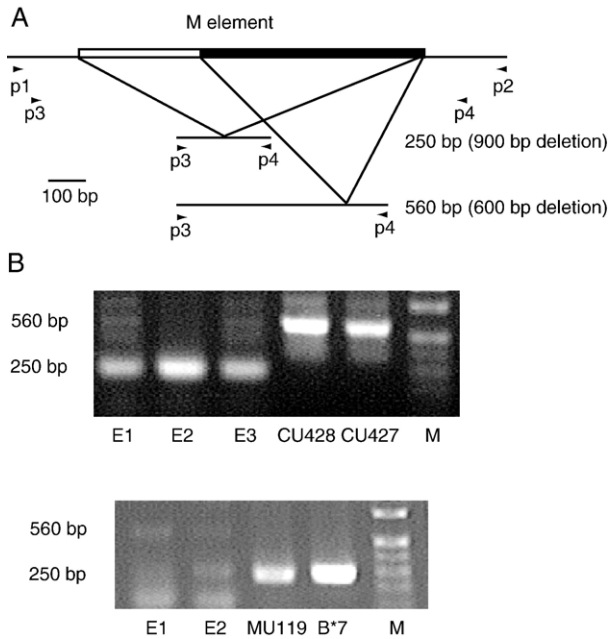 A
M element
p1
p3
p2
p4
p3
p4
250 bp (900 bp deletion)
100 bp
p3
p4
560 bp (600 bp deletion)
B
560 bp
250 bp
E1 E2 E3 CU428 CU427 M
560 bp
250 bp
E1 E2 MU119 B*7 M